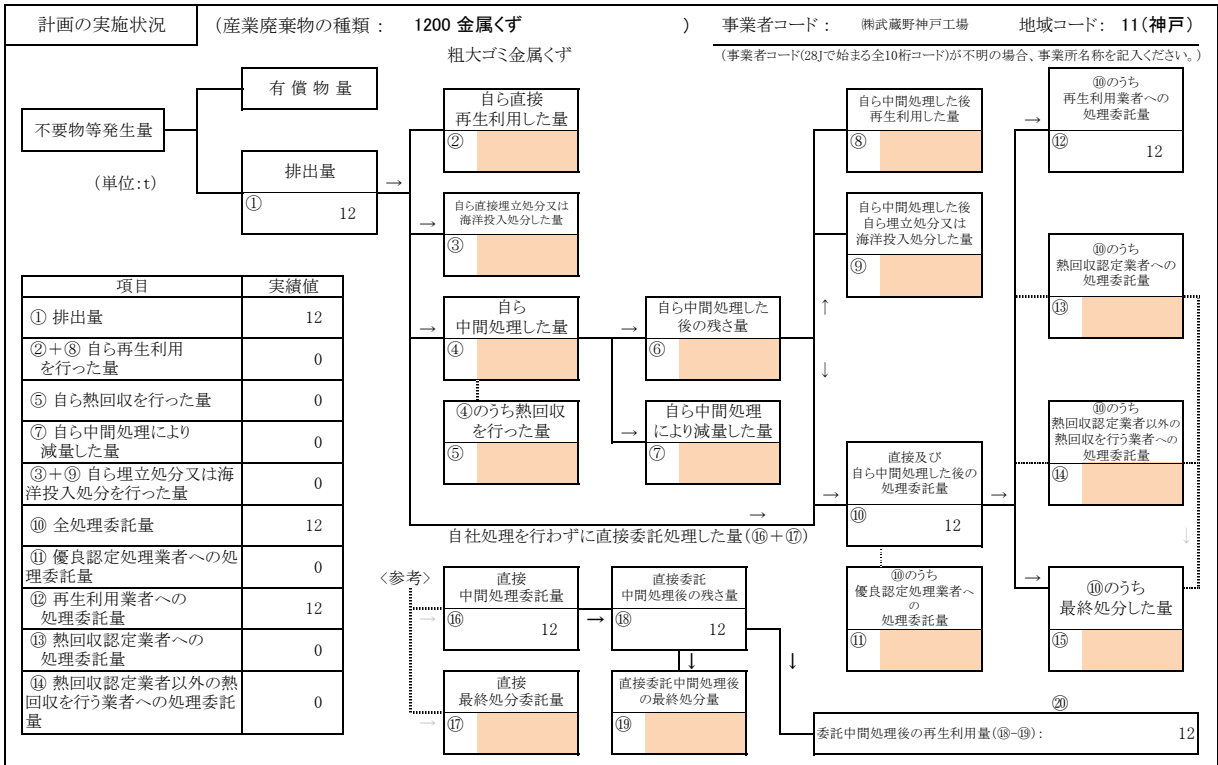 計画の実施状況
(産業廃棄物の種類： 1200 金属くず )
事業者コード： ㈱武蔵野神戸工場
地域コード： 11(神戸)
粗大ゴミ金属くず
(事業者コード(28Jで始まる全10桁コード)が不明の場合、事業所名称を記入ください。)
不要物等発生量
(単位:t)
有償物量
排出量
→
① 12
自ら直接
再生利用した量
②
→
自ら直接埋立処分又は
海洋投入処分した量
③
→
自ら
中間処理した量
④
④のうち熱回収
を行った量
⑤
→
自ら中間処理した
後の残さ量
⑥
→
自ら中間処理
により減量した量
⑦
自ら中間処理した後
再生利用した量
⑧
自ら中間処理した後
自ら埋立処分又は
海洋投入処分した量
⑨
↑
↓
→
自社処理を行わずに直接委託処理した量(⑯+⑰)
→
直接及び
自ら中間処理した後の
処理委託量
⑩ 12
→
⑩のうち
優良認定処理業者へ
の
処理委託量
⑪
→
⑩のうち
再生利用業者への
処理委託量
⑫ 12
⑩のうち
熱回収認定業者への
処理委託量
⑬
⑩のうち
熱回収認定業者以外の
熱回収を行う業者への
処理委託量
⑭
↓
→
⑩のうち
最終処分した量
⑮
項目 実績値
① 排出量 12
②+⑧ 自ら再生利用
を行った量 0
⑤ 自ら熱回収を行った量 0
⑦ 自ら中間処理により
減量した量 0
③+⑨ 自ら埋立処分又は海
洋投入処分を行った量 0
⑩ 全処理委託量 12
⑪ 優良認定処理業者への処
理委託量 0
⑫ 再生利用業者への
処理委託量 12
⑬ 熱回収認定業者への
処理委託量 0
⑭ 熱回収認定業者以外の熱
回収を行う業者への処理委託
量 0
〈参考〉
→
直接
中間処理委託量
⑯ 12
→
直接委託
中間処理後の残さ量
⑱ 12
↓
↓
→
直接
最終処分委託量
⑰
直接委託中間処理後
の最終処分量
⑲
⑳
委託中間処理後の再生利用量(⑱-⑲)： 12